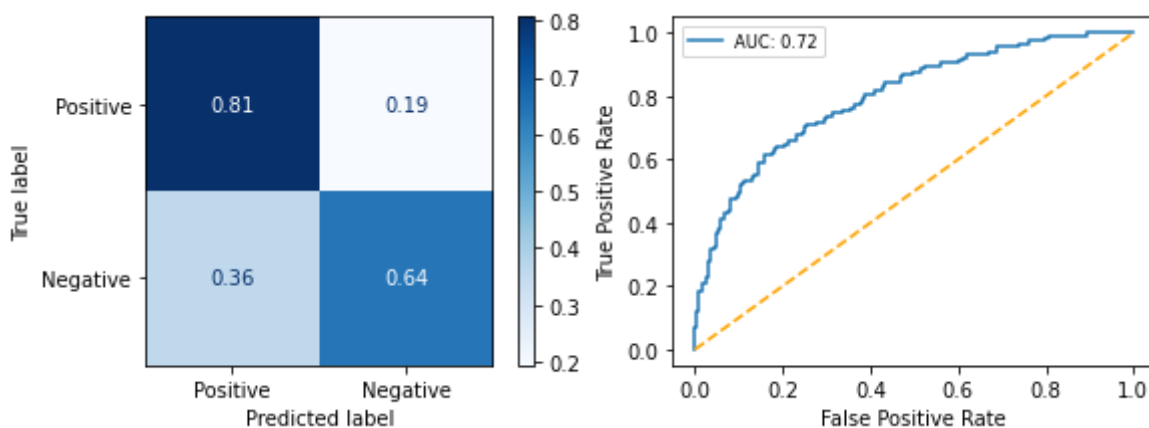 Positive
Negative
True label
0.81
0.19
0.36
0.64
Positive
Negative
Predicted label
0.8
0.7
0.6
0.5
0.4
0.3
0.2
AUC: 0.72
True Positive Rate
1.0
0.8
0.6
0.4
0.2
0.0
0.0
0.2
0.4
0.6
0.8
1.0
False Positive Rate